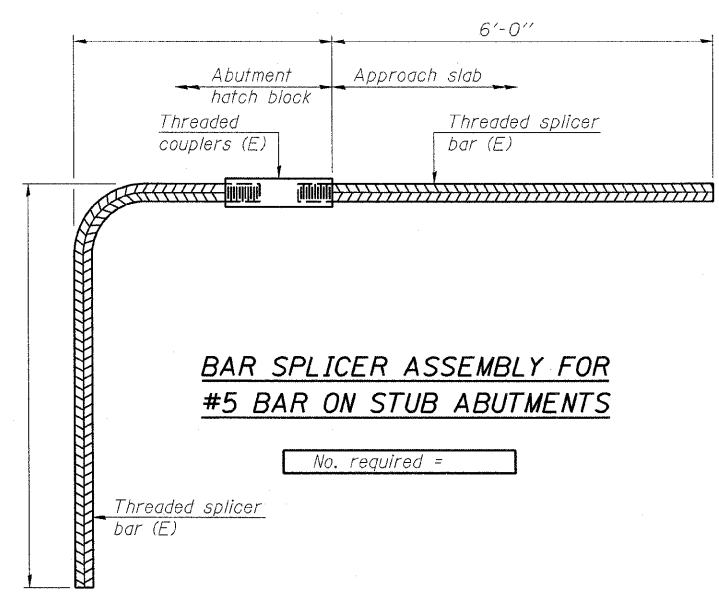 6'-0"
Abutment
hatch block
Approach slab
Threaded
couplers (E)
Threaded splicer
bar (E)
BAR SPLICER ASSEMBLY FOR
#5 BAR ON STUB ABUTMENTS
No. required =
Threaded splicer
bar (E)